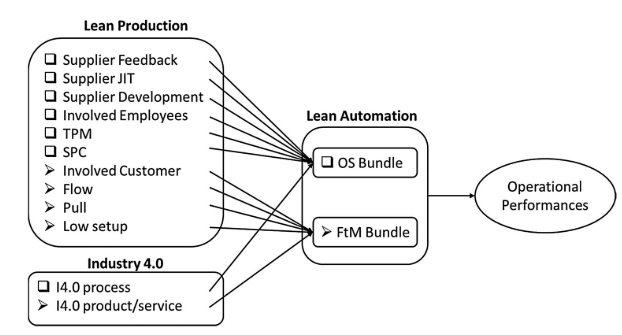 Lean Production
❑ Supplier Feedback
❑ Supplier JIT
❑ Supplier Development
❑ Involved Employees
❑ TPM
❑ SPC
➢ Involved Customer
➢ Flow
➢ Pull
➢ Low setup
Industry 4.0
❑ I4.0 process
➢ I4.0 product/service
Lean Automation
❑ OS Bundle
➢ FtM Bundle
Operational
Performances